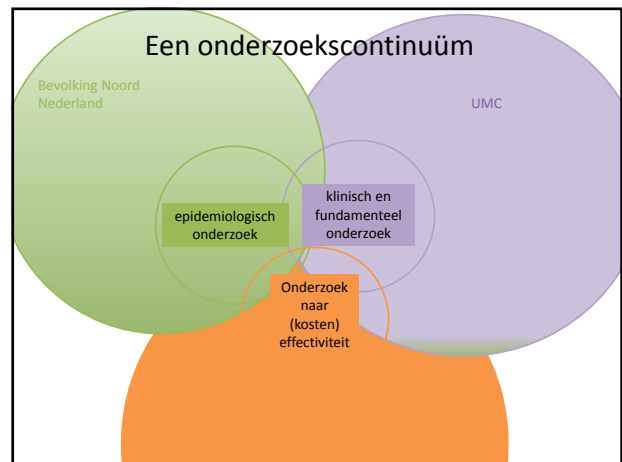 Een onderzoekscontinuüm
Bevolking Noord
Nederland
UMC
epidemiologisch
onderzoek
klinisch en
fundamenteel
onderzoek
Onderzoek
naar
(kosten)
effectiviteit